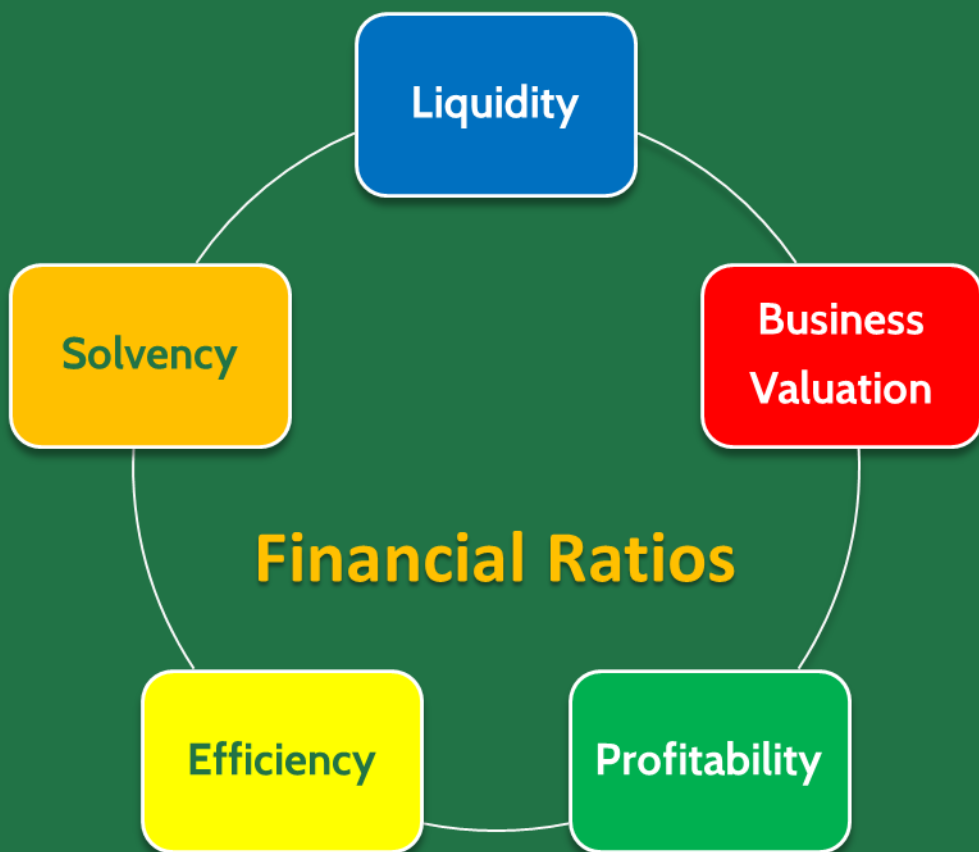 Liquidity
Business
Valuation
Solvency
Financial Ratios
Efficiency
Profitability